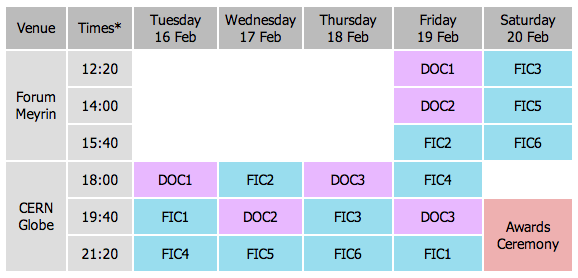 Venue Times* Tuesday 16 Feb Wednesday 17 Feb Thursday 18 Feb Friday 19 Feb Saturday 20 Feb
Forum Meyrin
12:20 DOC1 FIC3
14:00 DOC2 FIC5
15:40 FIC2 FIC6
CERN Globe
18:00 DOC1 FIC2 DOC3 FIC4
19:40 FIC1 DOC2 FIC3 DOC3 Awards Ceremony
21:20 FIC4 FIC5 FIC6 FIC1